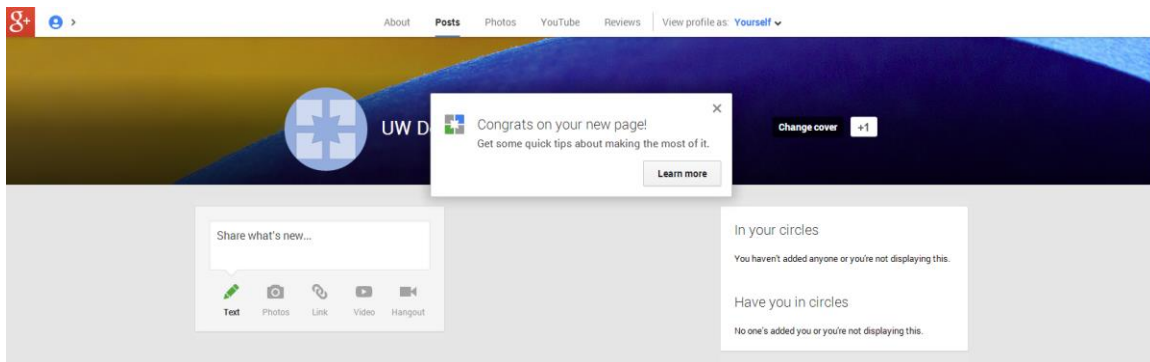 g+ > About Posts Photos YouTube Reviews View profile as: Yourself
UW D
Congrats on your new page!
Get some quick tips about making the most of it.
Learn more
Change cover +1
Share what's new...
Text Photos Link Video Hangout
In your circles
You haven't added anyone or you're not displaying this.
Have you in circles
No one's added you or you're not displaying this.